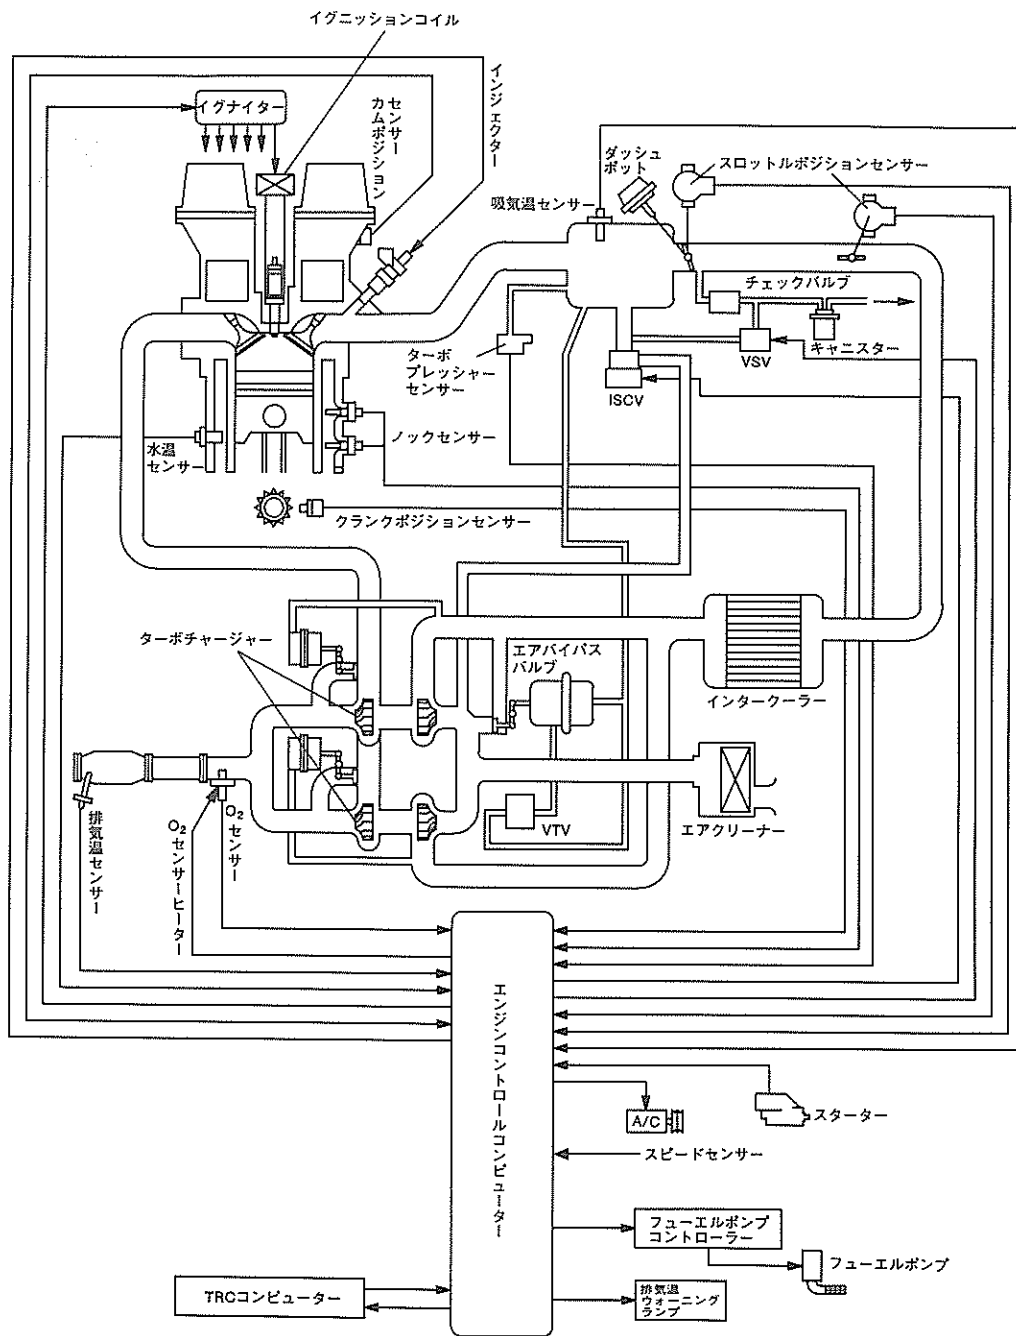 イグニッションコイル
イグナイター
センサー
カムポジション
インジェクター
ダッシュ
ポット
スロットルポジションセンサー
吸気温センサー
チェックバルブ
キャニスター
VSV
ターボ
プレッシャー
センサー
ISCV
水温
センサー
ノックセンサー
クランクポジションセンサー
ターボチャージャー
エアバイパス
バルブ
インタークーラー
VTV
エアクリーナー
排気温センサー
O₂センサーヒーター
O₂センサー
エンジンコントロールコンピューター
スターター
A/C
スピードセンサー
フューエルポンプ
コントローラー
フューエルポンプ
TRCコンピューター
排気温
ウォーニング
ランプ